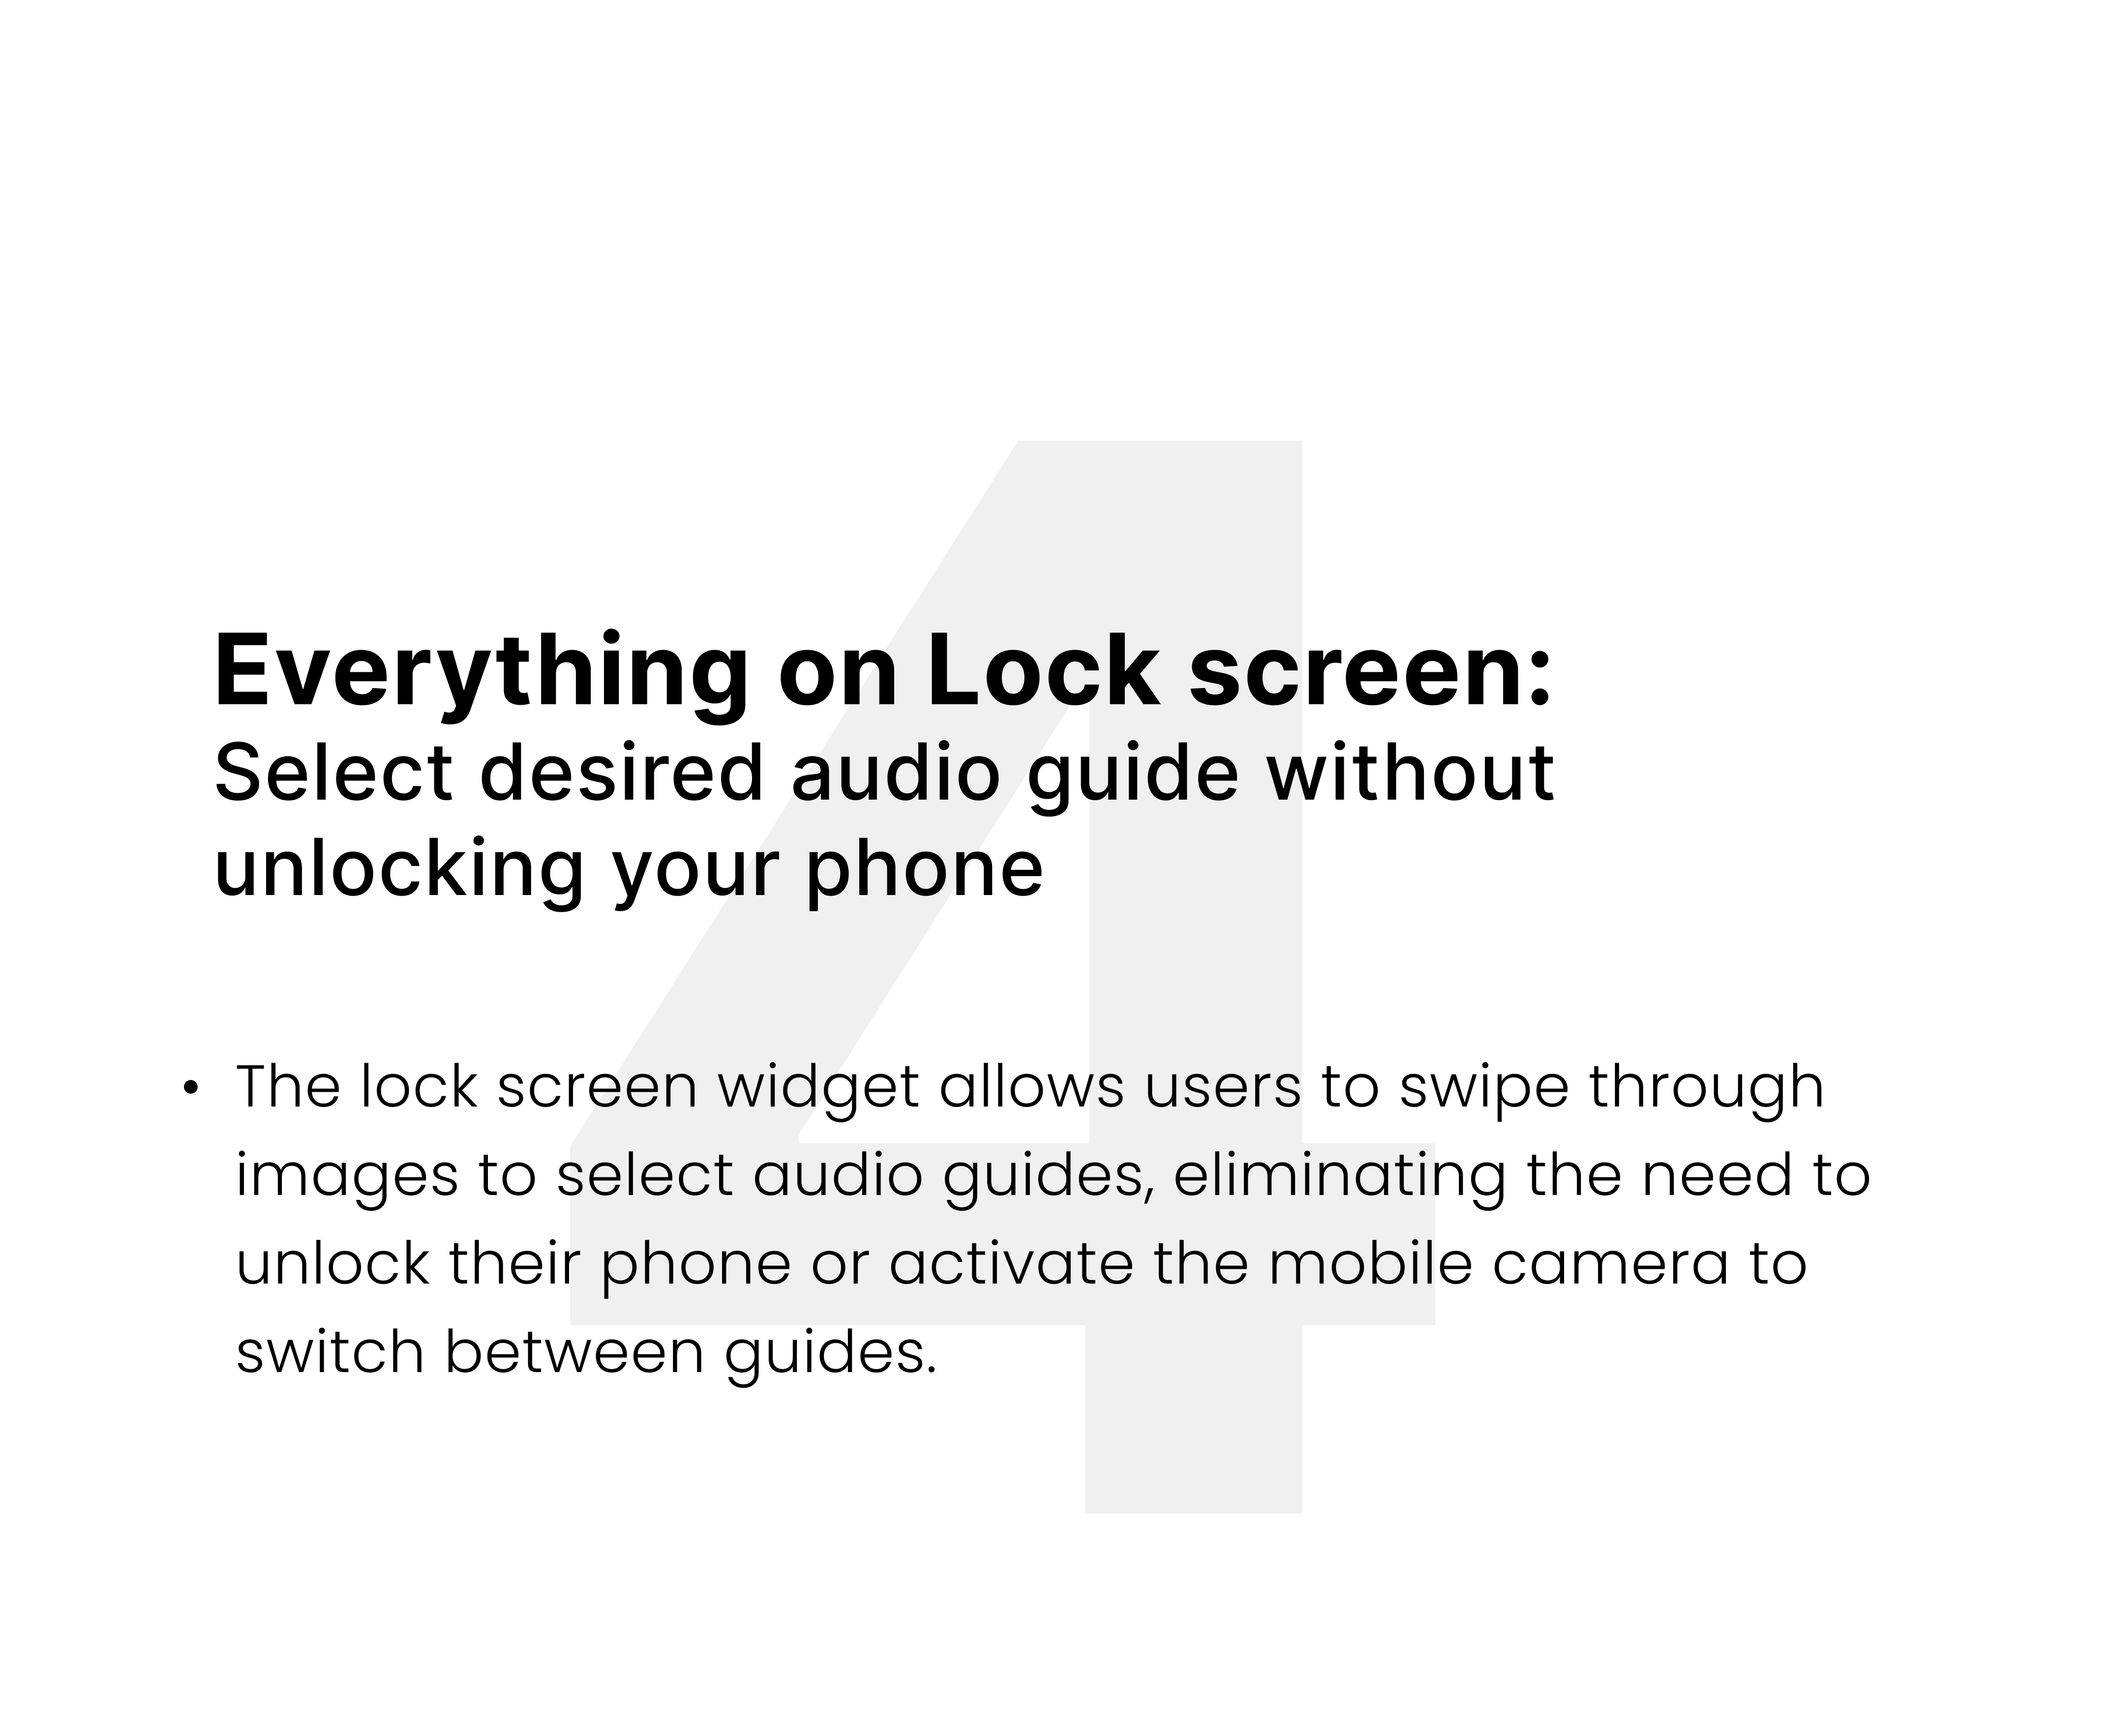 4
Everything on Lock screen:
Select desired audio guide without
unlocking your phone
• The lock screen widget allows users to swipe through
images to select audio guides, eliminating the need to
unlock their phone or activate the mobile camera to
switch between guides.